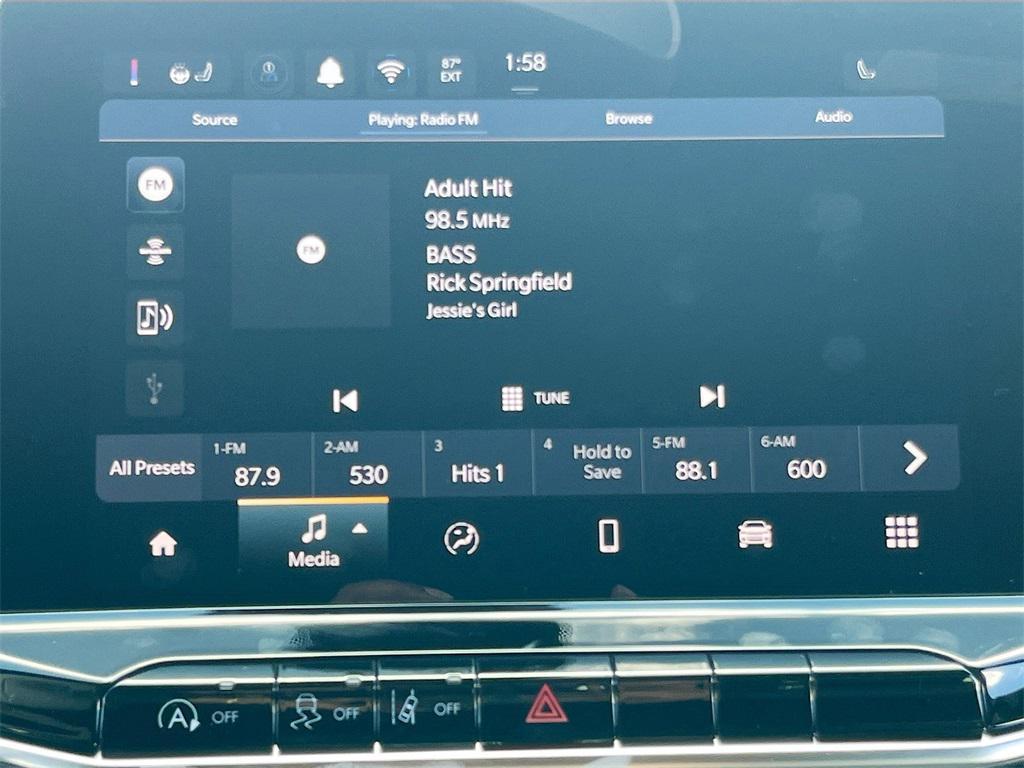 1
87°
EXT
1:58
Source
Playing: Radio FM
Browse
Audio
FM
FM
Adult Hit
98.5 MHz
BASS
Rick Springfield
Jessie's Girl
TUNE
All Presets
1-FM
87.9
2-AM
530
3
Hits 1
4
Hold to
Save
5-FM
88.1
6-AM
600
Media
A OFF
OFF
OFF